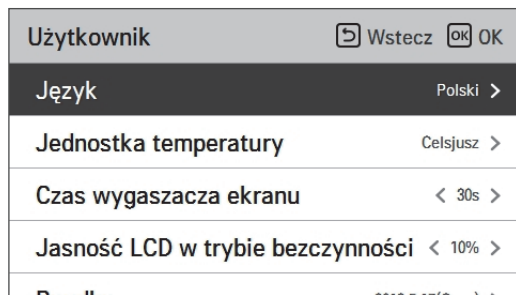 Użytkownik Wstecz OK OK
Język Polski >
Jednostka temperatury Celsjusz >
Czas wygaszacza ekranu < 30s >
Jasność LCD w trybie bezczynności < 10% >